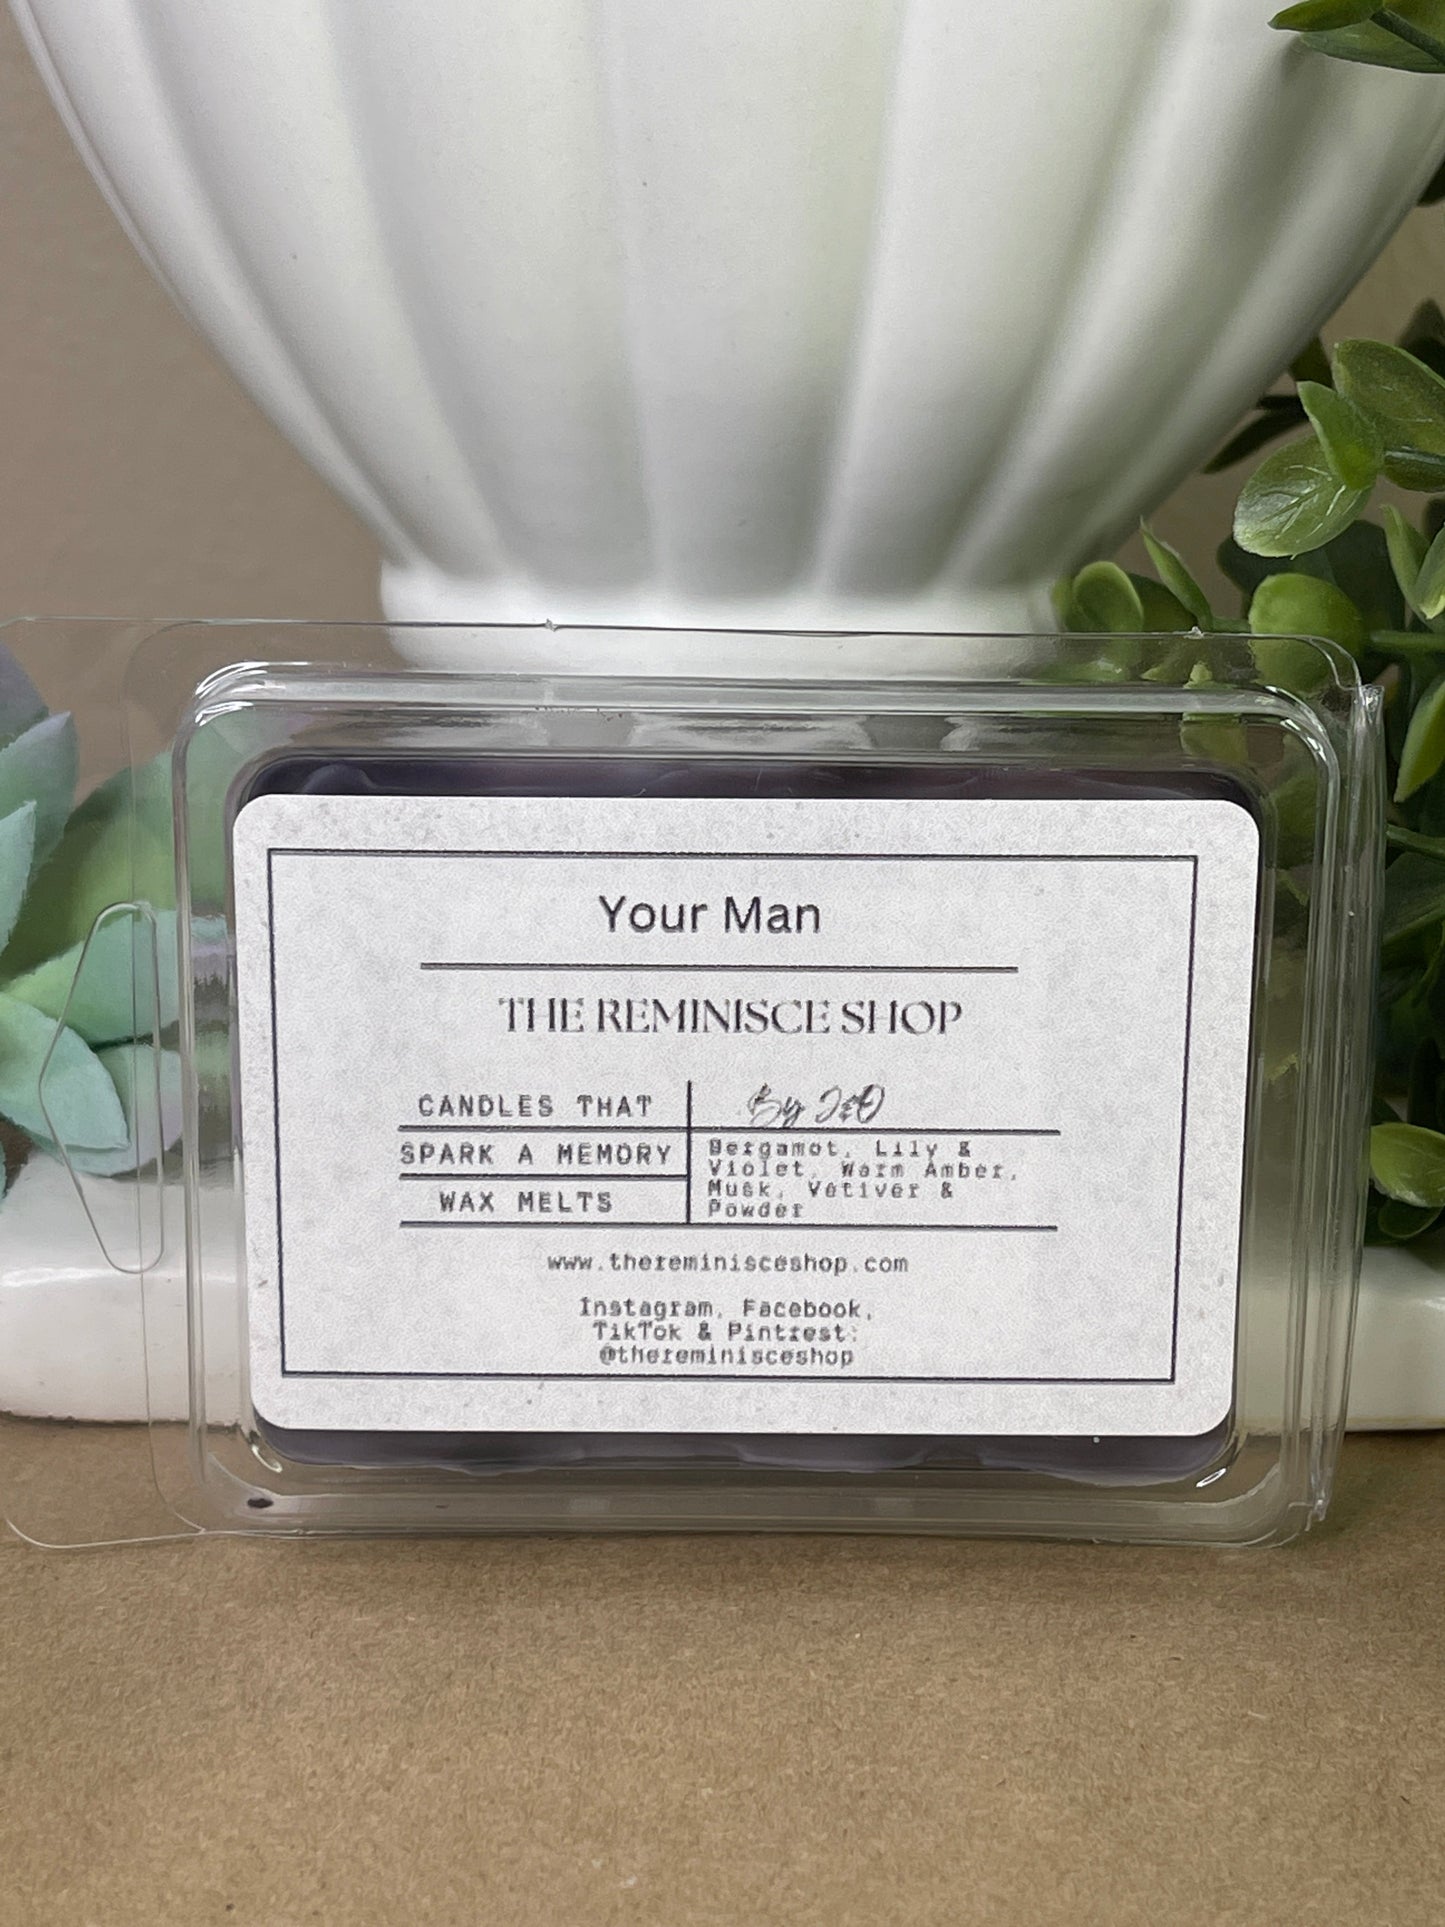 Your Man
THE REMINISCE SHOP
CANDLES THAT
SPARK A MEMORY
WAX MELTS
By J&O
Bergamot, Lily &
Violet, Warm Amber,
Musk, Vetiver &
Powder
www.thereminisceshop.com
Instagram, Facebook,
TikTok & Pintrest:
@thereminisceshop